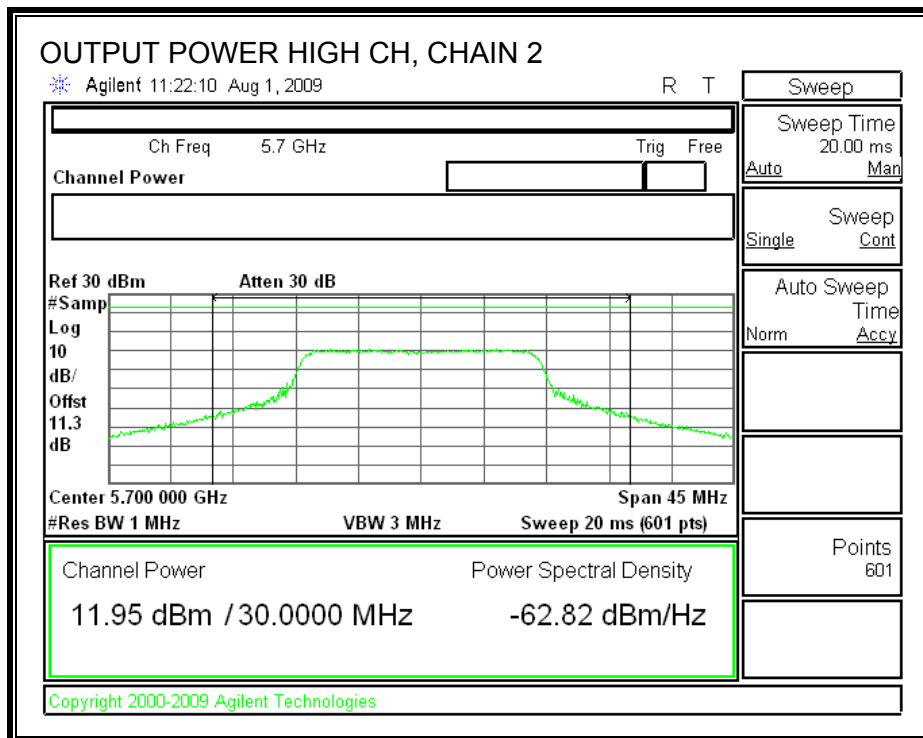 OUTPUT POWER HIGH CH, CHAIN 2
Agilent 11:22:10 Aug 1, 2009 R T
Ch Freq 5.7 GHz Trig Free
Channel Power
Ref 30 dBm Atten 30 dB
#Samp
Log
10
dB/
Offst
11.3
dB
Center 5.700 000 GHz Span 45 MHz
#Res BW 1 MHz VBW 3 MHz Sweep 20 ms (601 pts)
Channel Power Power Spectral Density
11.95 dBm / 30.0000 MHz -62.82 dBm/Hz
Copyright 2000-2009 Agilent Technologies
Sweep
Sweep Time
20.00 ms
Auto Man
Sweep
Single Cont
Auto Sweep
Time
Norm Accy
Points
601